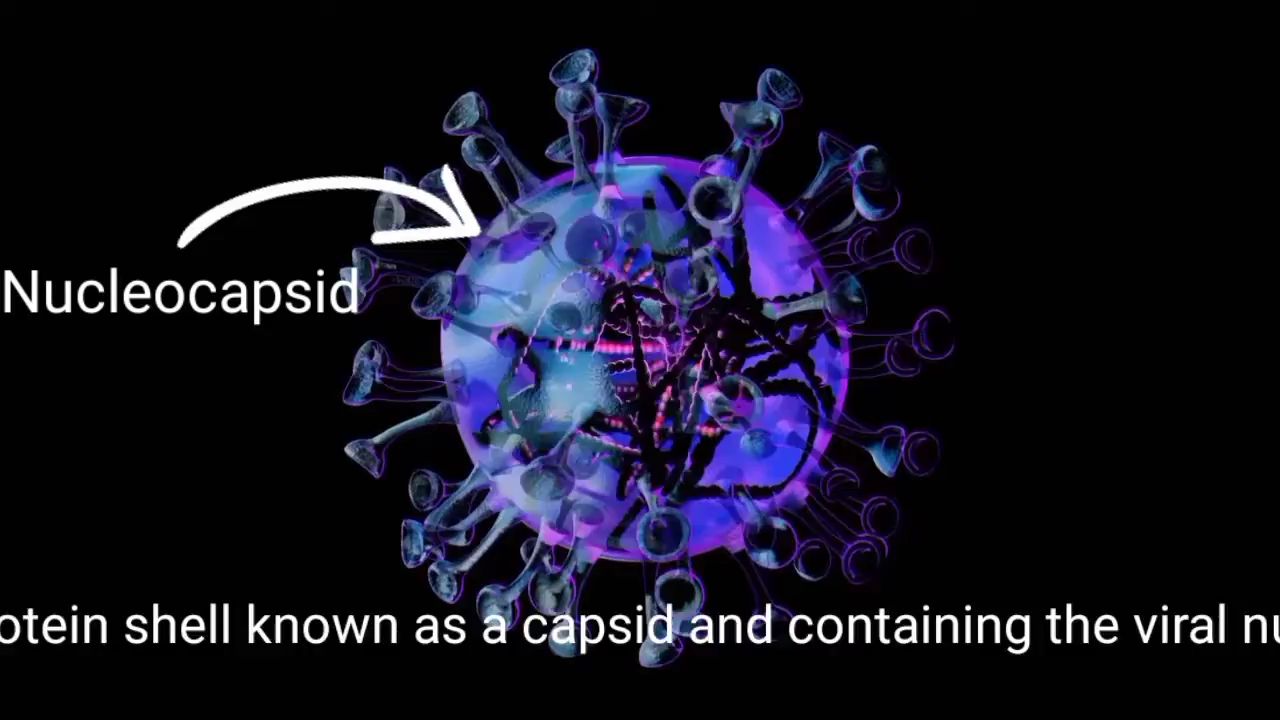 Nucleocapsid
otein shell known as a capsid and containing the viral nu